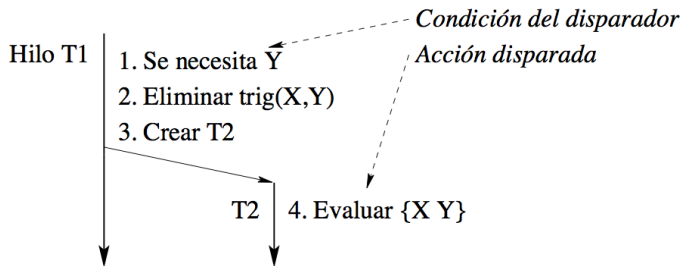 Condición del disparador
Hilo T1
1. Se necesita Y
Acción disparada
2. Eliminar trig(X,Y)
3. Crear T2
T2
4. Evaluar {X Y}